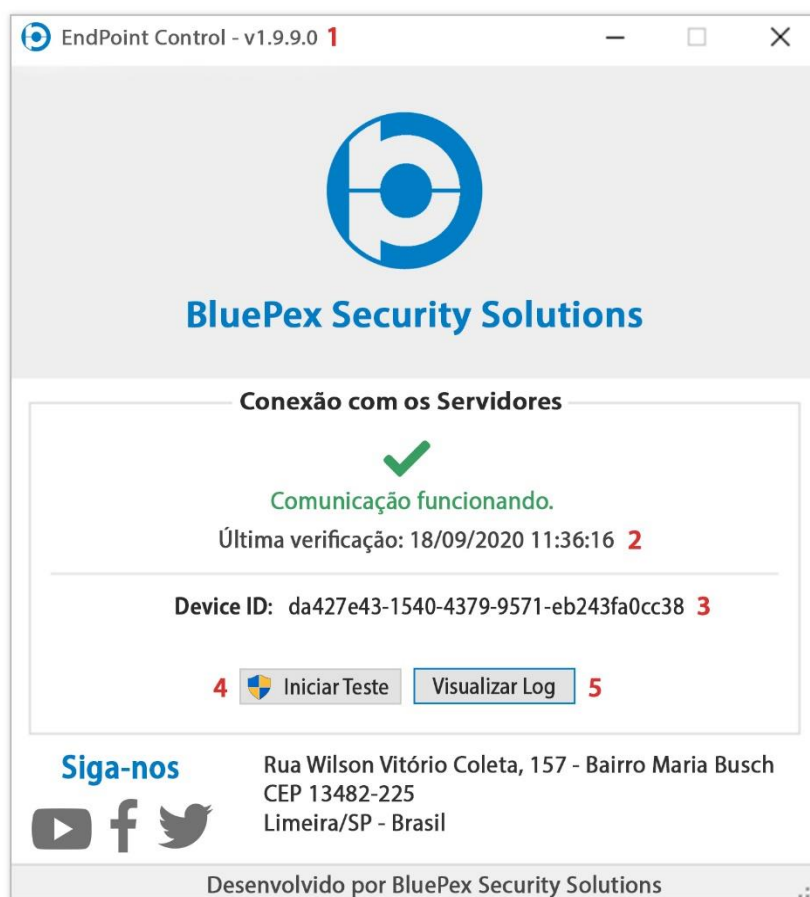 EndPoint Control - v1.9.9.0 1
BluePex Security Solutions
Conexão com os Servidores
Comunicação funcionando.
Última verificação: 18/09/2020 11:36:16 2
Device ID: da427e43-1540-4379-9571-eb243fa0cc38 3
4 Iniciar Teste Visualizar Log 5
Siga-nos
Rua Wilson Vitório Coleta, 157 - Bairro Maria Busch
CEP 13482-225
Limeira/SP - Brasil
Desenvolvido por BluePex Security Solutions